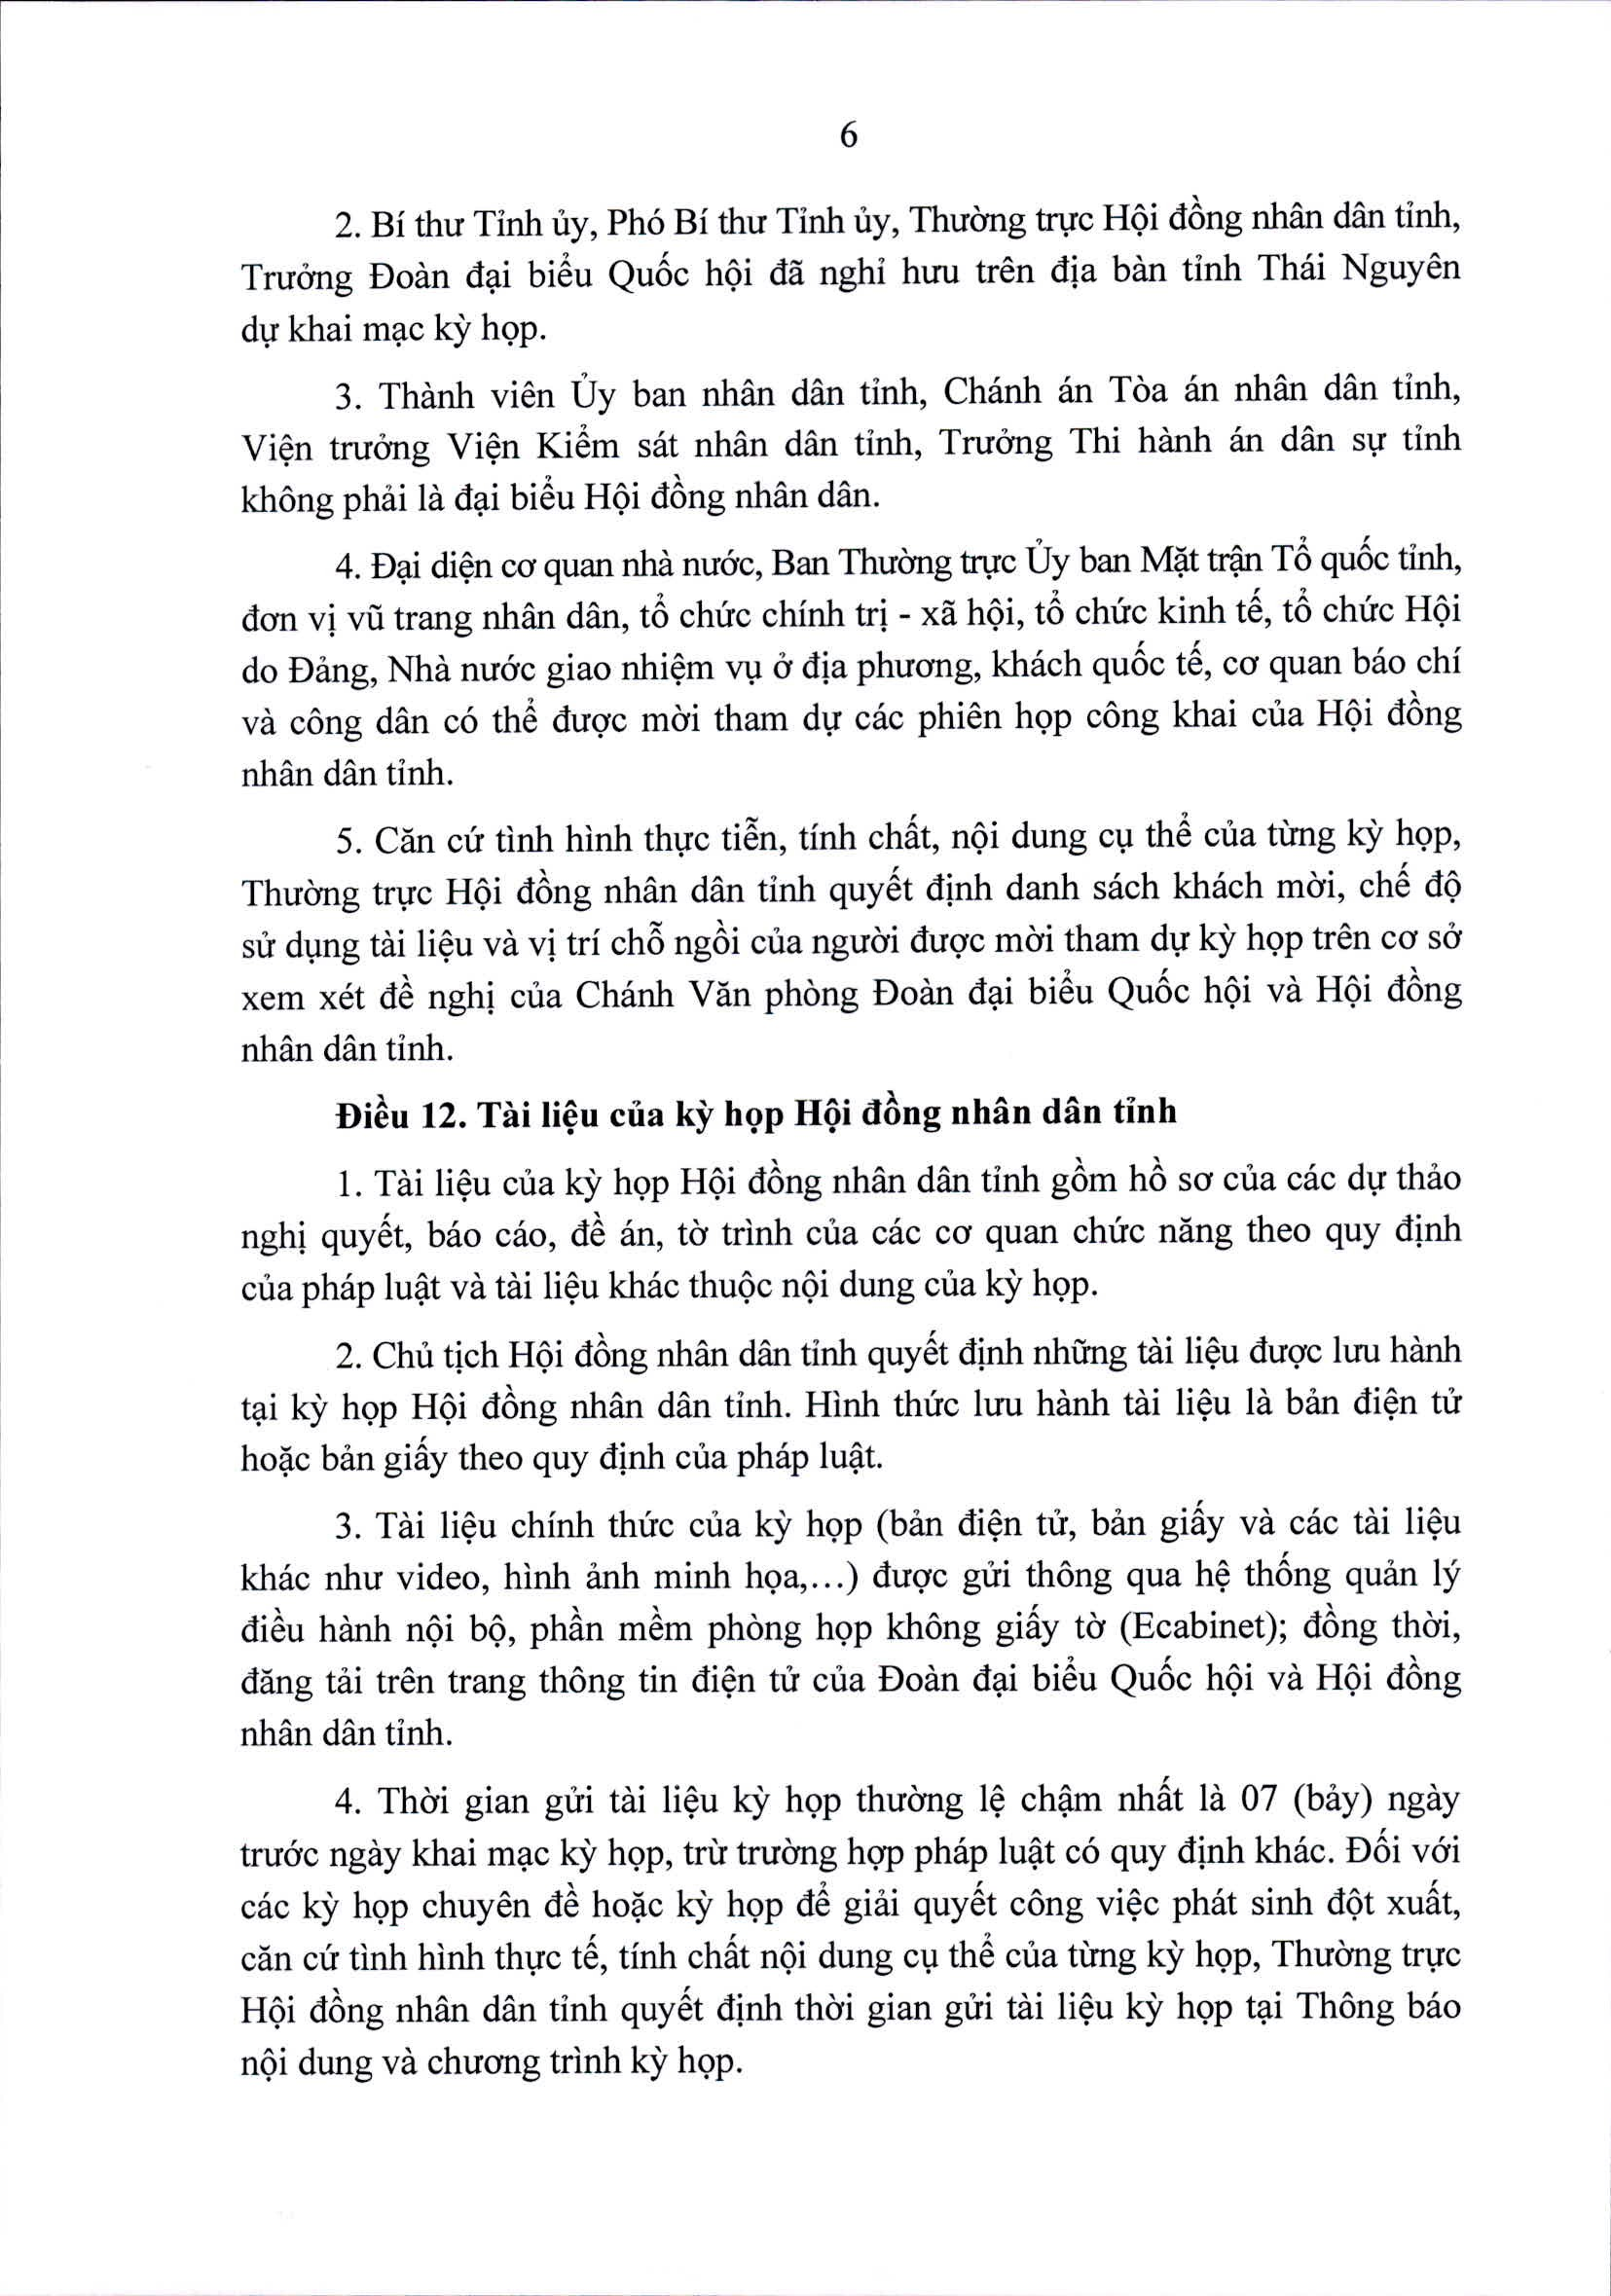 6
2. Bí thư Tỉnh ủy, Phó Bí thư Tỉnh ủy, Thường trực Hội đồng nhân dân tỉnh,
Trưởng Đoàn đại biểu Quốc hội đã nghỉ hưu trên địa bàn tỉnh Thái Nguyên
dự khai mạc kỳ họp.
3. Thành viên Ủy ban nhân dân tỉnh, Chánh án Tòa án nhân dân tỉnh,
Viện trưởng Viện Kiểm sát nhân dân tỉnh, Trưởng Thi hành án dân sự tỉnh
không phải là đại biểu Hội đồng nhân dân.
4. Đại diện cơ quan nhà nước, Ban Thường trực Ủy ban Mặt trận Tổ quốc tỉnh,
đơn vị vũ trang nhân dân, tổ chức chính trị - xã hội, tổ chức kinh tế, tổ chức Hội
do Đảng, Nhà nước giao nhiệm vụ ở địa phương, khách quốc tế, cơ quan báo chí
và công dân có thể được mời tham dự các phiên họp công khai của Hội đồng
nhân dân tỉnh.
5. Căn cứ tình hình thực tiễn, tính chất, nội dung cụ thể của từng kỳ họp,
Thường trực Hội đồng nhân dân tỉnh quyết định danh sách khách mời, chế độ
sử dụng tài liệu và vị trí chỗ ngồi của người được mời tham dự kỳ họp trên cơ sở
xem xét đề nghị của Chánh Văn phòng Đoàn đại biểu Quốc hội và Hội đồng
nhân dân tỉnh.
Điều 12. Tài liệu của kỳ họp Hội đồng nhân dân tỉnh
1. Tài liệu của kỳ họp Hội đồng nhân dân tỉnh gồm hồ sơ của các dự thảo
nghị quyết, báo cáo, đề án, tờ trình của các cơ quan chức năng theo quy định
của pháp luật và tài liệu khác thuộc nội dung của kỳ họp.
2. Chủ tịch Hội đồng nhân dân tỉnh quyết định những tài liệu được lưu hành
tại kỳ họp Hội đồng nhân dân tỉnh. Hình thức lưu hành tài liệu là bản điện tử
hoặc bản giấy theo quy định của pháp luật.
3. Tài liệu chính thức của kỳ họp (bản điện tử, bản giấy và các tài liệu
khác như video, hình ảnh minh họa,...) được gửi thông qua hệ thống quản lý
điều hành nội bộ, phần mềm phòng họp không giấy tờ (Ecabinet); đồng thời,
đăng tải trên trang thông tin điện tử của Đoàn đại biểu Quốc hội và Hội đồng
nhân dân tỉnh.
4. Thời gian gửi tài liệu kỳ họp thường lệ chậm nhất là 07 (bảy) ngày
trước ngày khai mạc kỳ họp, trừ trường hợp pháp luật có quy định khác. Đối với
các kỳ họp chuyên đề hoặc kỳ họp để giải quyết công việc phát sinh đột xuất,
căn cứ tình hình thực tế, tính chất nội dung cụ thể của từng kỳ họp, Thường trực
Hội đồng nhân dân tỉnh quyết định thời gian gửi tài liệu kỳ họp tại Thông báo
nội dung và chương trình kỳ họp.